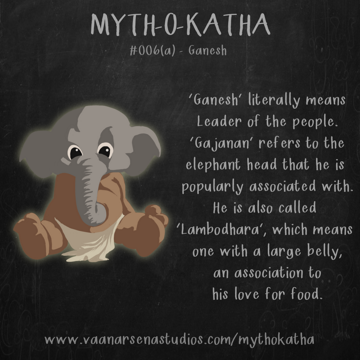 MYTH-O-KATHA
#006(a) - Ganesh
'Ganesh' literally means
Leader of the people.
'Gajanan' refers to the
elephant head that he is
popularly associated with.
He is also called
'Lambodhara', which means
one with a large belly,
an association to
his love for food.
www.vaanarsenastudios.com/mythokatha